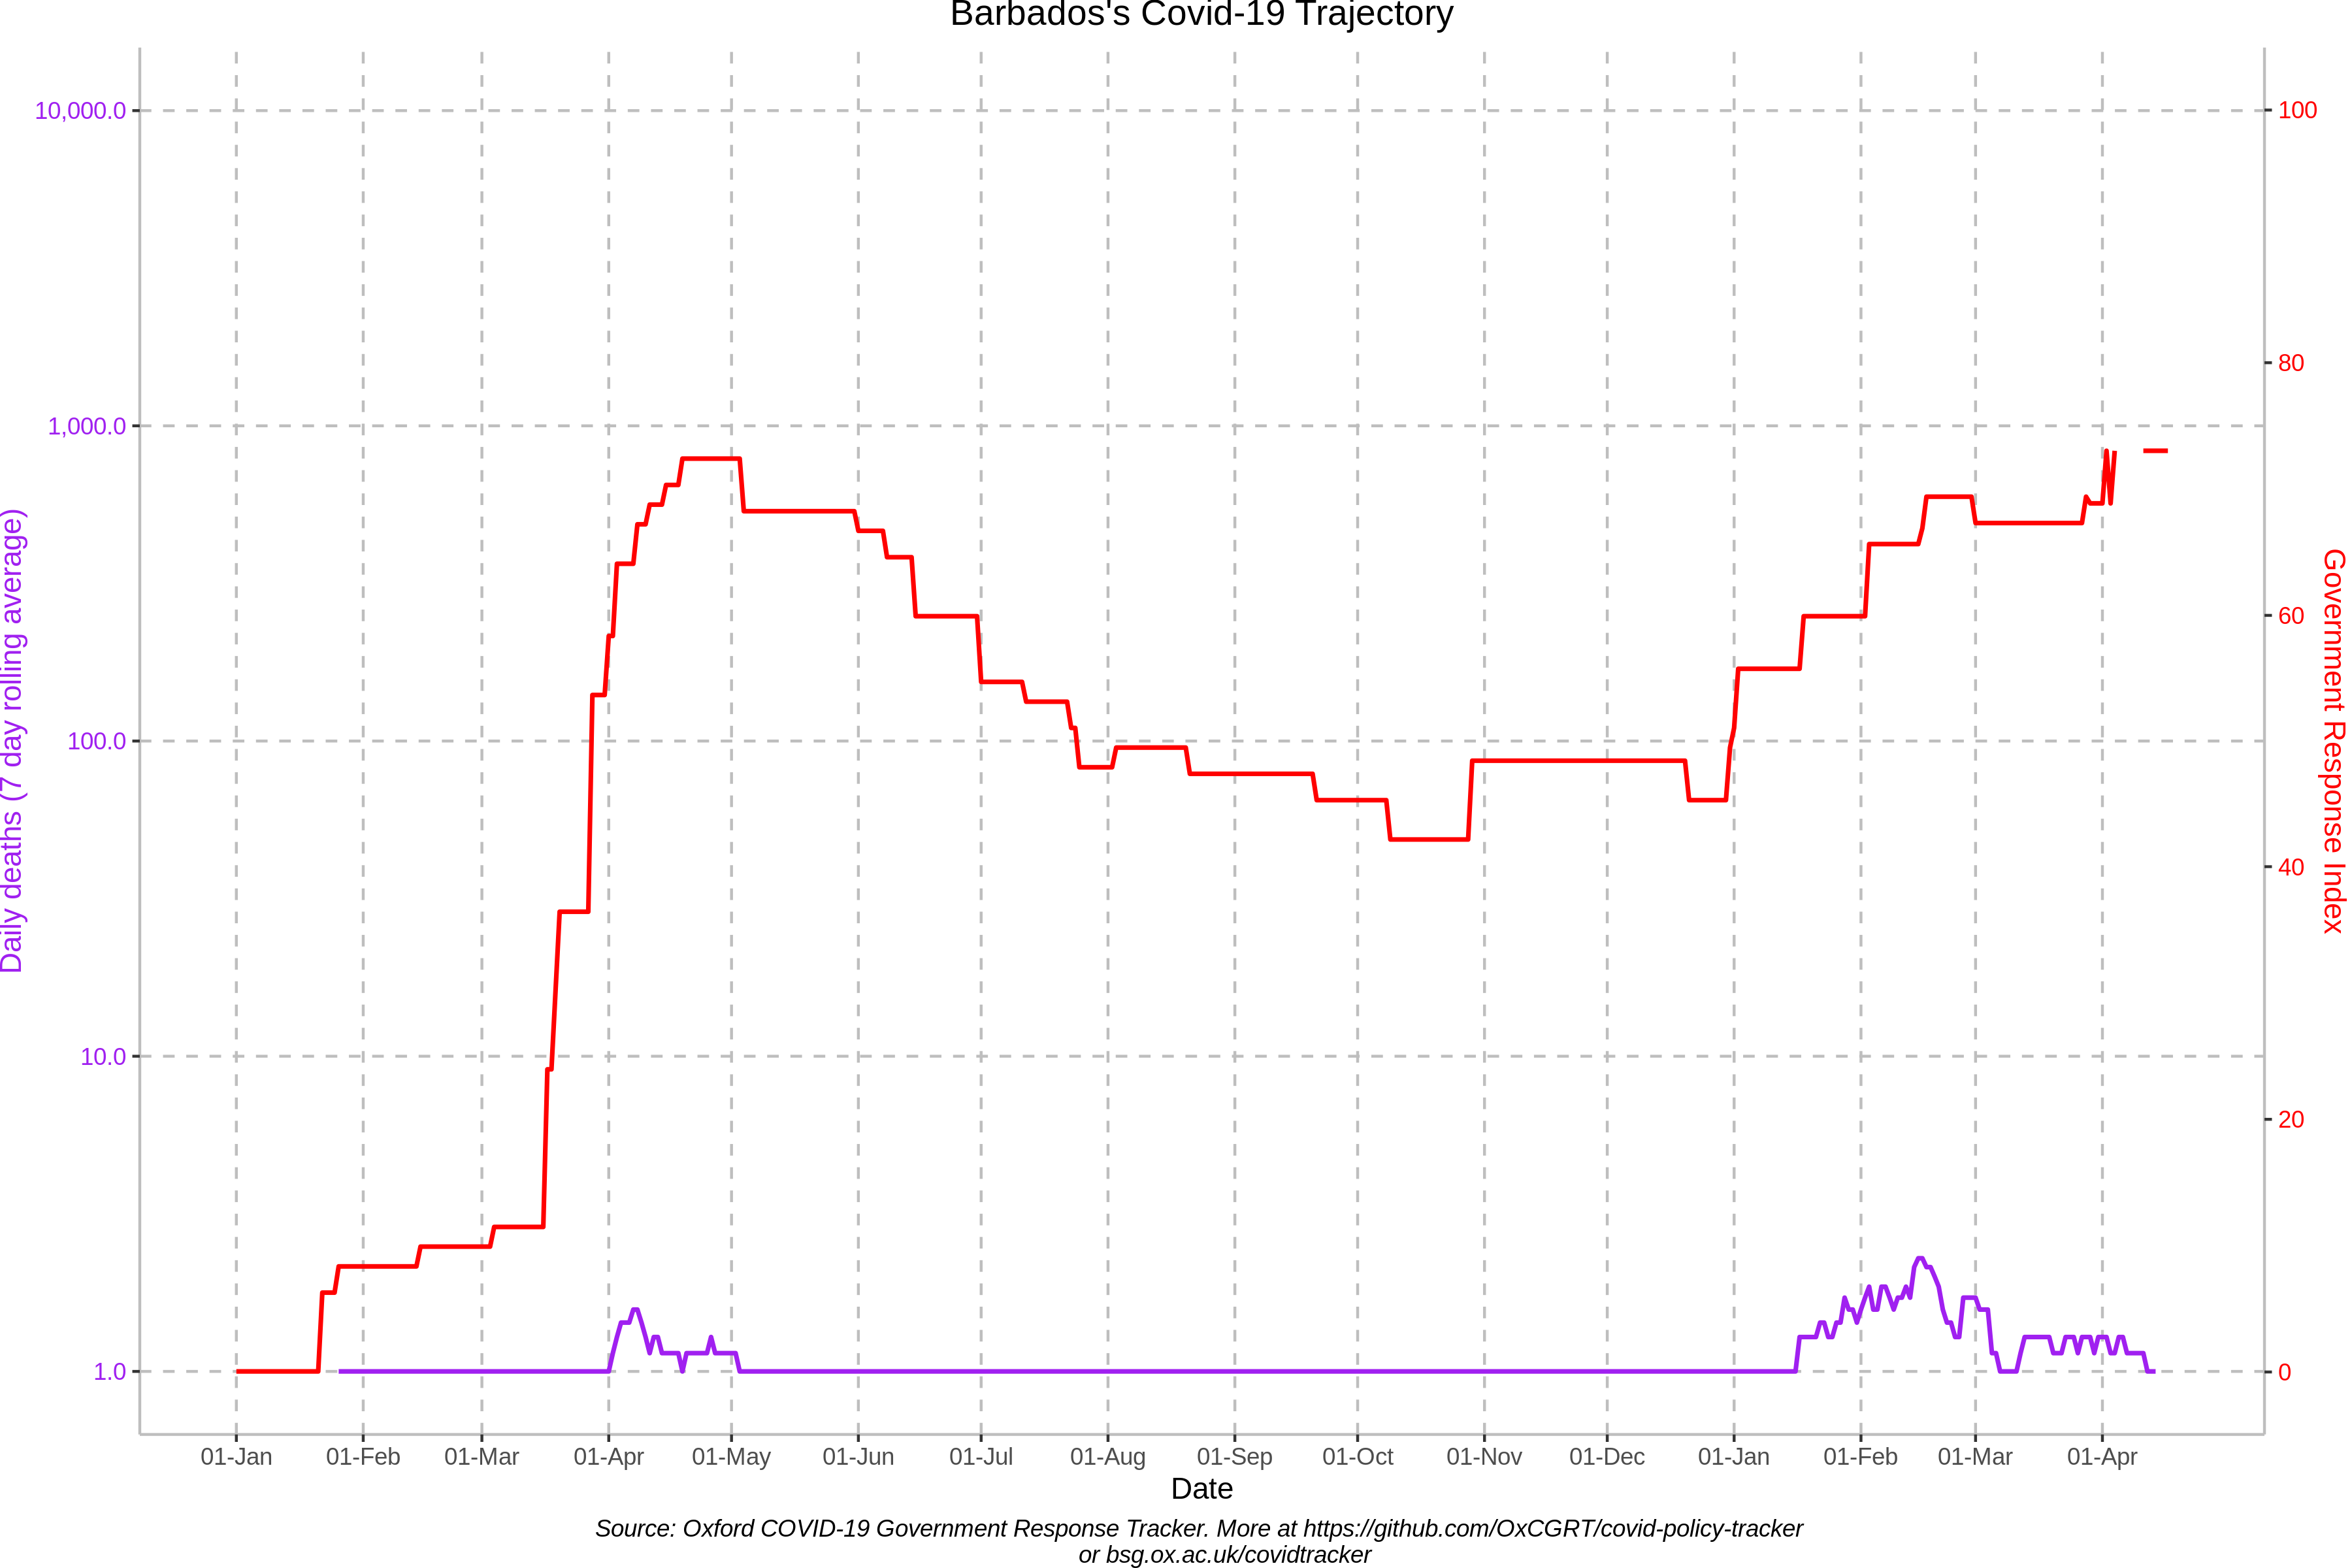 Barbados's Covid-19 Trajectory
10,000.0
1,000.0
100.0
10.0
1.0
Daily deaths (7 day rolling average)
100
80
60
40
20
0
Government Response Index
01-Jan 01-Feb 01-Mar 01-Apr 01-May 01-Jun 01-Jul 01-Aug 01-Sep 01-Oct 01-Nov 01-Dec 01-Jan 01-Feb 01-Mar 01-Apr
Date
Source: Oxford COVID-19 Government Response Tracker. More at https://github.com/OxCGRT/covid-policy-tracker
or bsg.ox.ac.uk/covidtracker